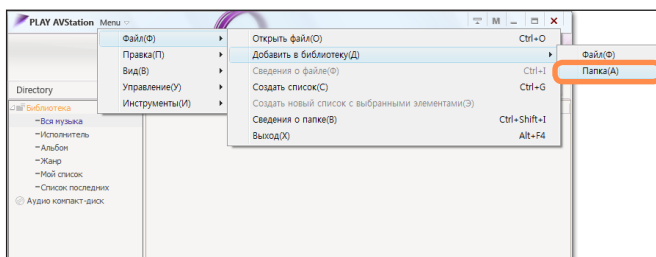 PLAY AVStation Menu
Файл(Ф)
Правка(П)
Вид(В)
Управление(У)
Инструменты(И)
Открыть файл(О) Ctrl+O
Добавить в библиотеку(Д)
Сведения о файле(Ф) Ctrl+I
Создать список(С) Ctrl+G
Создать новый список с выбранными элементами(Э)
Сведения о папке(В) Ctrl+Shift+I
Выход(Х) Alt+F4
Файл(Ф)
Папка(А)
Directory
Библиотека
Вся музыка
Исполнитель
Альбом
Жанр
Мой список
Список последних
Аудио компакт-диск